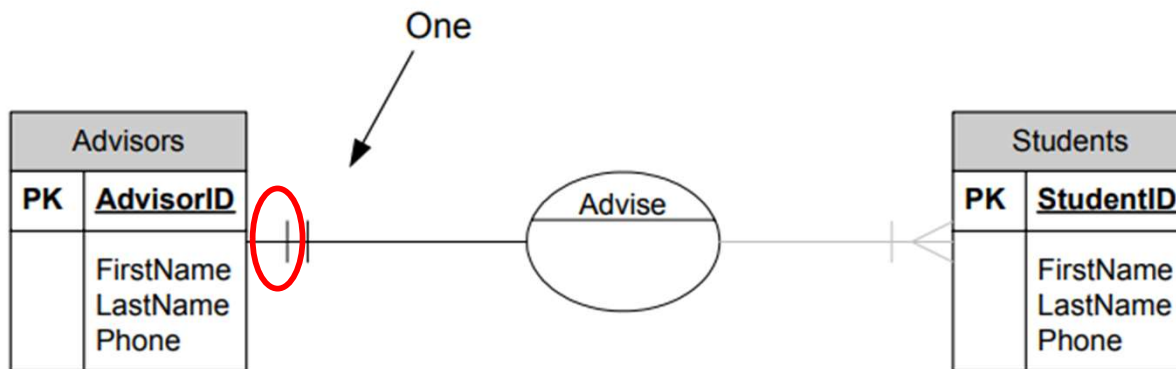 One
Advisors
PK AdvisorID
FirstName
LastName
Phone
Advise
Students
PK StudentID
FirstName
LastName
Phone